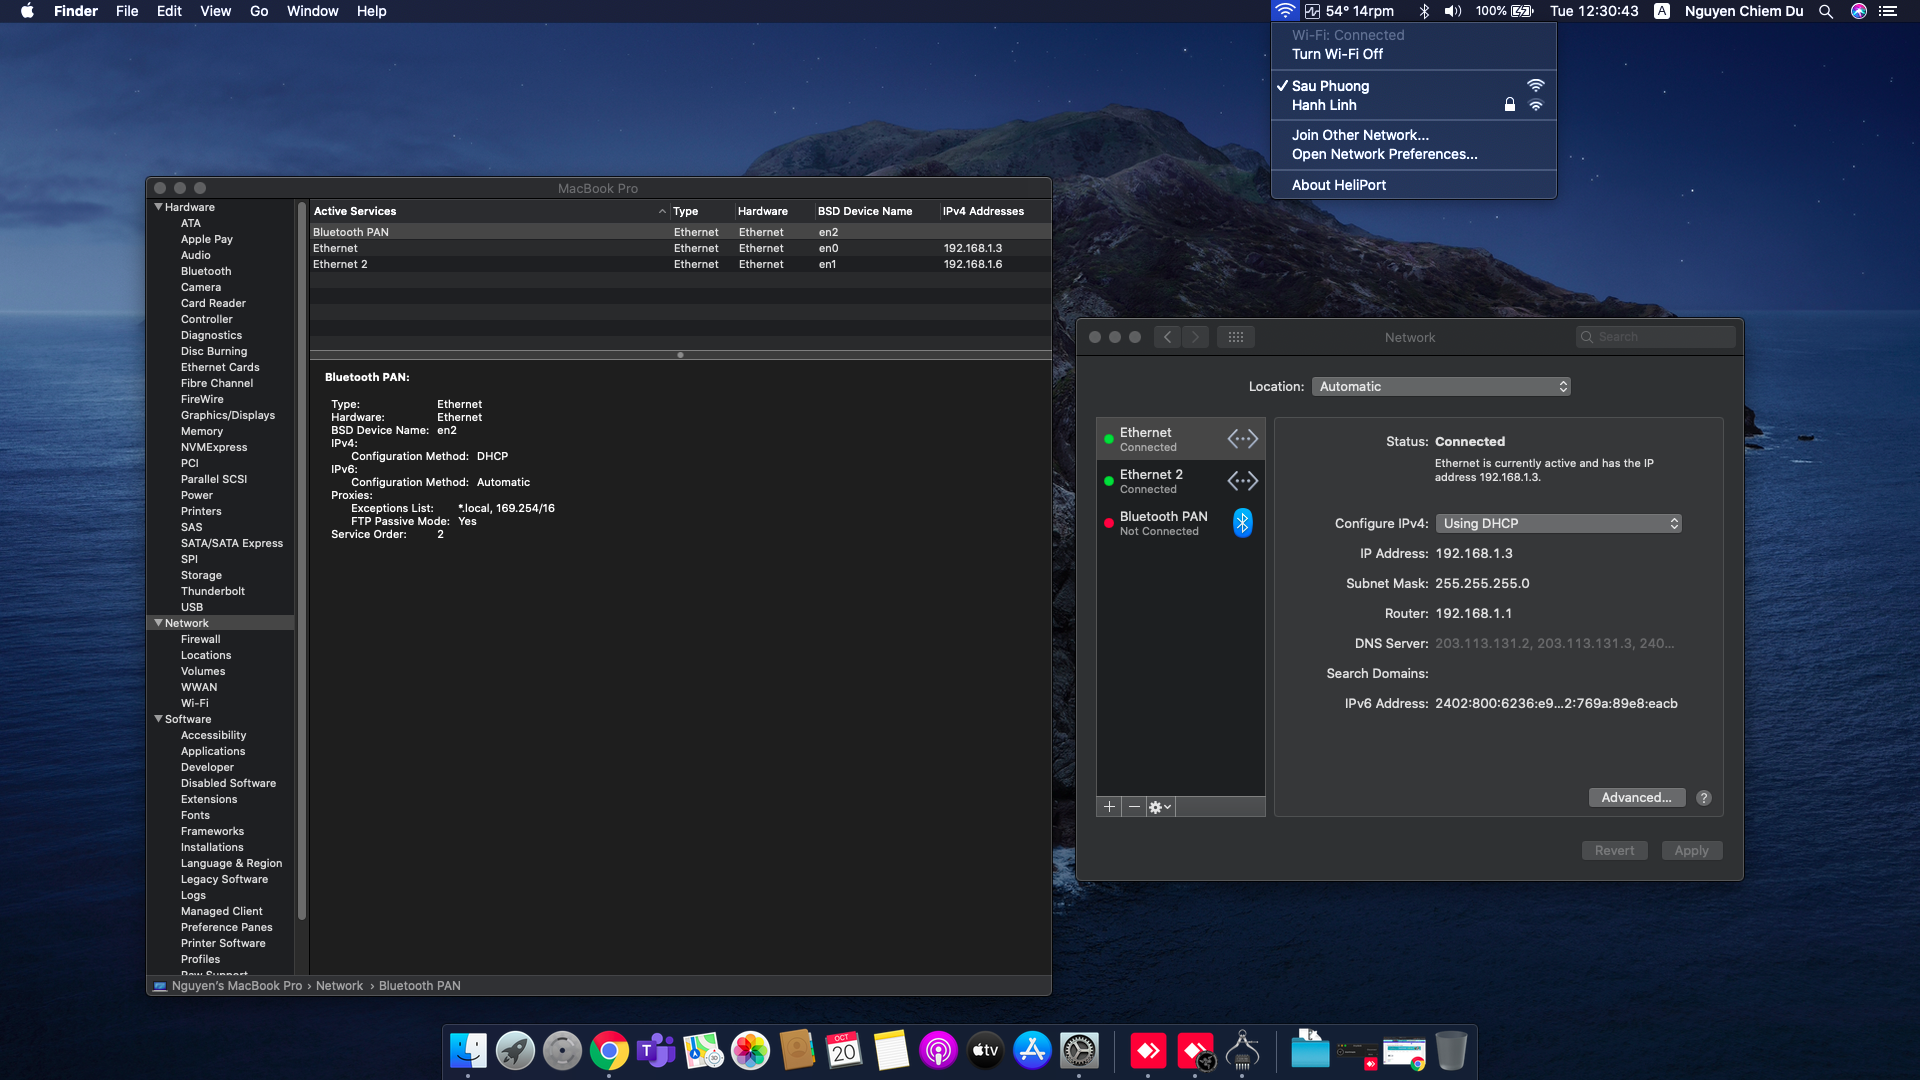 Finder File Edit View Go Window Help
54° 14rpm 100% Tue 12:30:43 A Nguyen Chiem Du
Wi-Fi: Connected
Turn Wi-Fi Off
Sau Phuong
Hanh Linh
Join Other Network...
Open Network Preferences...
About HeliPort
MacBook Pro
Hardware
ATA
Apple Pay
Audio
Bluetooth
Camera
Card Reader
Controller
Diagnostics
Disc Burning
Ethernet Cards
Fibre Channel
FireWire
Graphics/Displays
Memory
NVMExpress
PCI
Parallel SCSI
Power
Printers
SAS
SATA/SATA Express
SPI
Storage
Thunderbolt
USB
Network
Firewall
Locations
Volumes
WWAN
Wi-Fi
Software
Accessibility
Applications
Developer
Disabled Software
Extensions
Fonts
Frameworks
Installations
Language & Region
Legacy Software
Logs
Managed Client
Preference Panes
Printer Software
Profiles
Raw Support
Active Services Type Hardware BSD Device Name IPv4 Addresses
Bluetooth PAN Ethernet Ethernet en2
Ethernet Ethernet Ethernet en0 192.168.1.3
Ethernet 2 Ethernet Ethernet en1 192.168.1.6
Bluetooth PAN:
Type: Ethernet
Hardware: Ethernet
BSD Device Name: en2
IPv4:
Configuration Method: DHCP
IPv6:
Configuration Method: Automatic
Proxies:
Exceptions List: *.local, 169.254/16
FTP Passive Mode: Yes
Service Order: 2
Nguyen's MacBook Pro › Network › Bluetooth PAN
Network
Search
Location: Automatic
Ethernet
Connected
Ethernet 2
Connected
Bluetooth PAN
Not Connected
Status: Connected
Ethernet is currently active and has the IP
address 192.168.1.3.
Configure IPv4: Using DHCP
IP Address: 192.168.1.3
Subnet Mask: 255.255.255.0
Router: 192.168.1.1
DNS Server: 203.113.131.2, 203.113.131.3, 240...
Search Domains:
IPv6 Address: 2402:800:6236:e9...2:769a:89e8:eacb
Advanced... ?
Revert Apply
OCT
20
tv